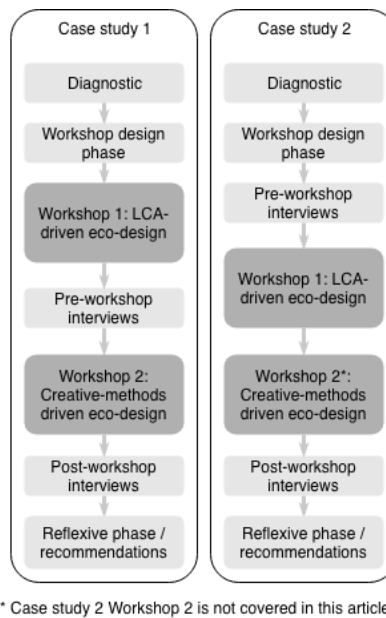 Case study 1
Diagnostic
Workshop design
phase
Workshop 1: LCA-
driven eco-design
Pre-workshop
interviews
Workshop 2:
Creative-methods
driven eco-design
Post-workshop
interviews
Reflexive phase /
recommendations
Case study 2
Diagnostic
Workshop design
phase
Pre-workshop
interviews
Workshop 1: LCA-
driven eco-design
Workshop 2*:
Creative-methods
driven eco-design
Post-workshop
interviews
Reflexive phase /
recommendations
* Case study 2 Workshop 2 is not covered in this article